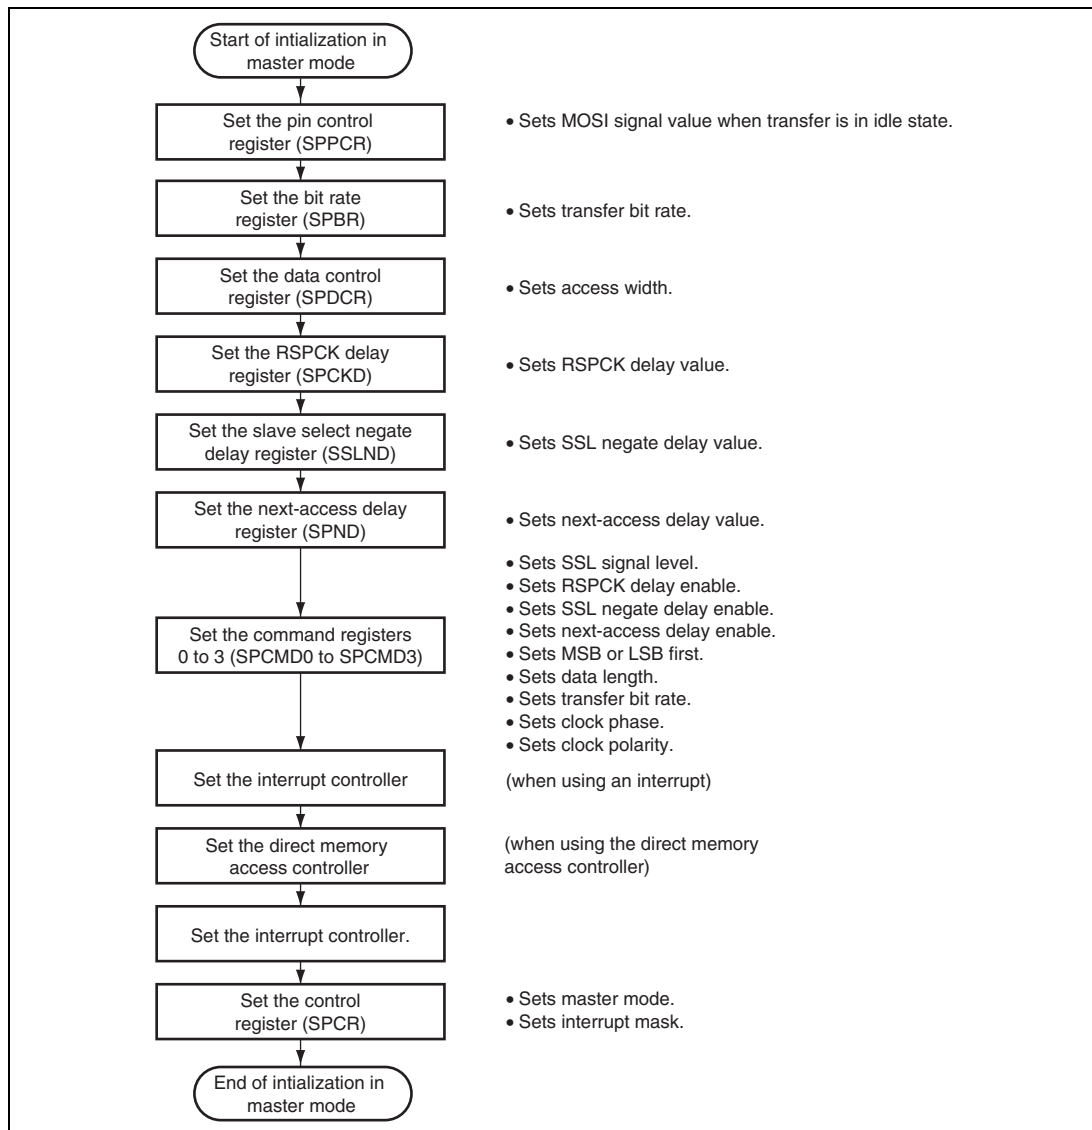 Start of intialization in
master mode
Set the pin control
register (SPPCR)
• Sets MOSI signal value when transfer is in idle state.
Set the bit rate
register (SPBR)
• Sets transfer bit rate.
Set the data control
register (SPDCR)
• Sets access width.
Set the RSPCK delay
register (SPCKD)
• Sets RSPCK delay value.
Set the slave select negate
delay register (SSLND)
• Sets SSL negate delay value.
Set the next-access delay
register (SPND)
• Sets next-access delay value.
Set the command registers
0 to 3 (SPCMD0 to SPCMD3)
• Sets SSL signal level.
• Sets RSPCK delay enable.
• Sets SSL negate delay enable.
• Sets next-access delay enable.
• Sets MSB or LSB first.
• Sets data length.
• Sets transfer bit rate.
• Sets clock phase.
• Sets clock polarity.
Set the interrupt controller
(when using an interrupt)
Set the direct memory
access controller
(when using the direct memory
access controller)
Set the interrupt controller.
Set the control
register (SPCR)
• Sets master mode.
• Sets interrupt mask.
End of intialization in
master mode